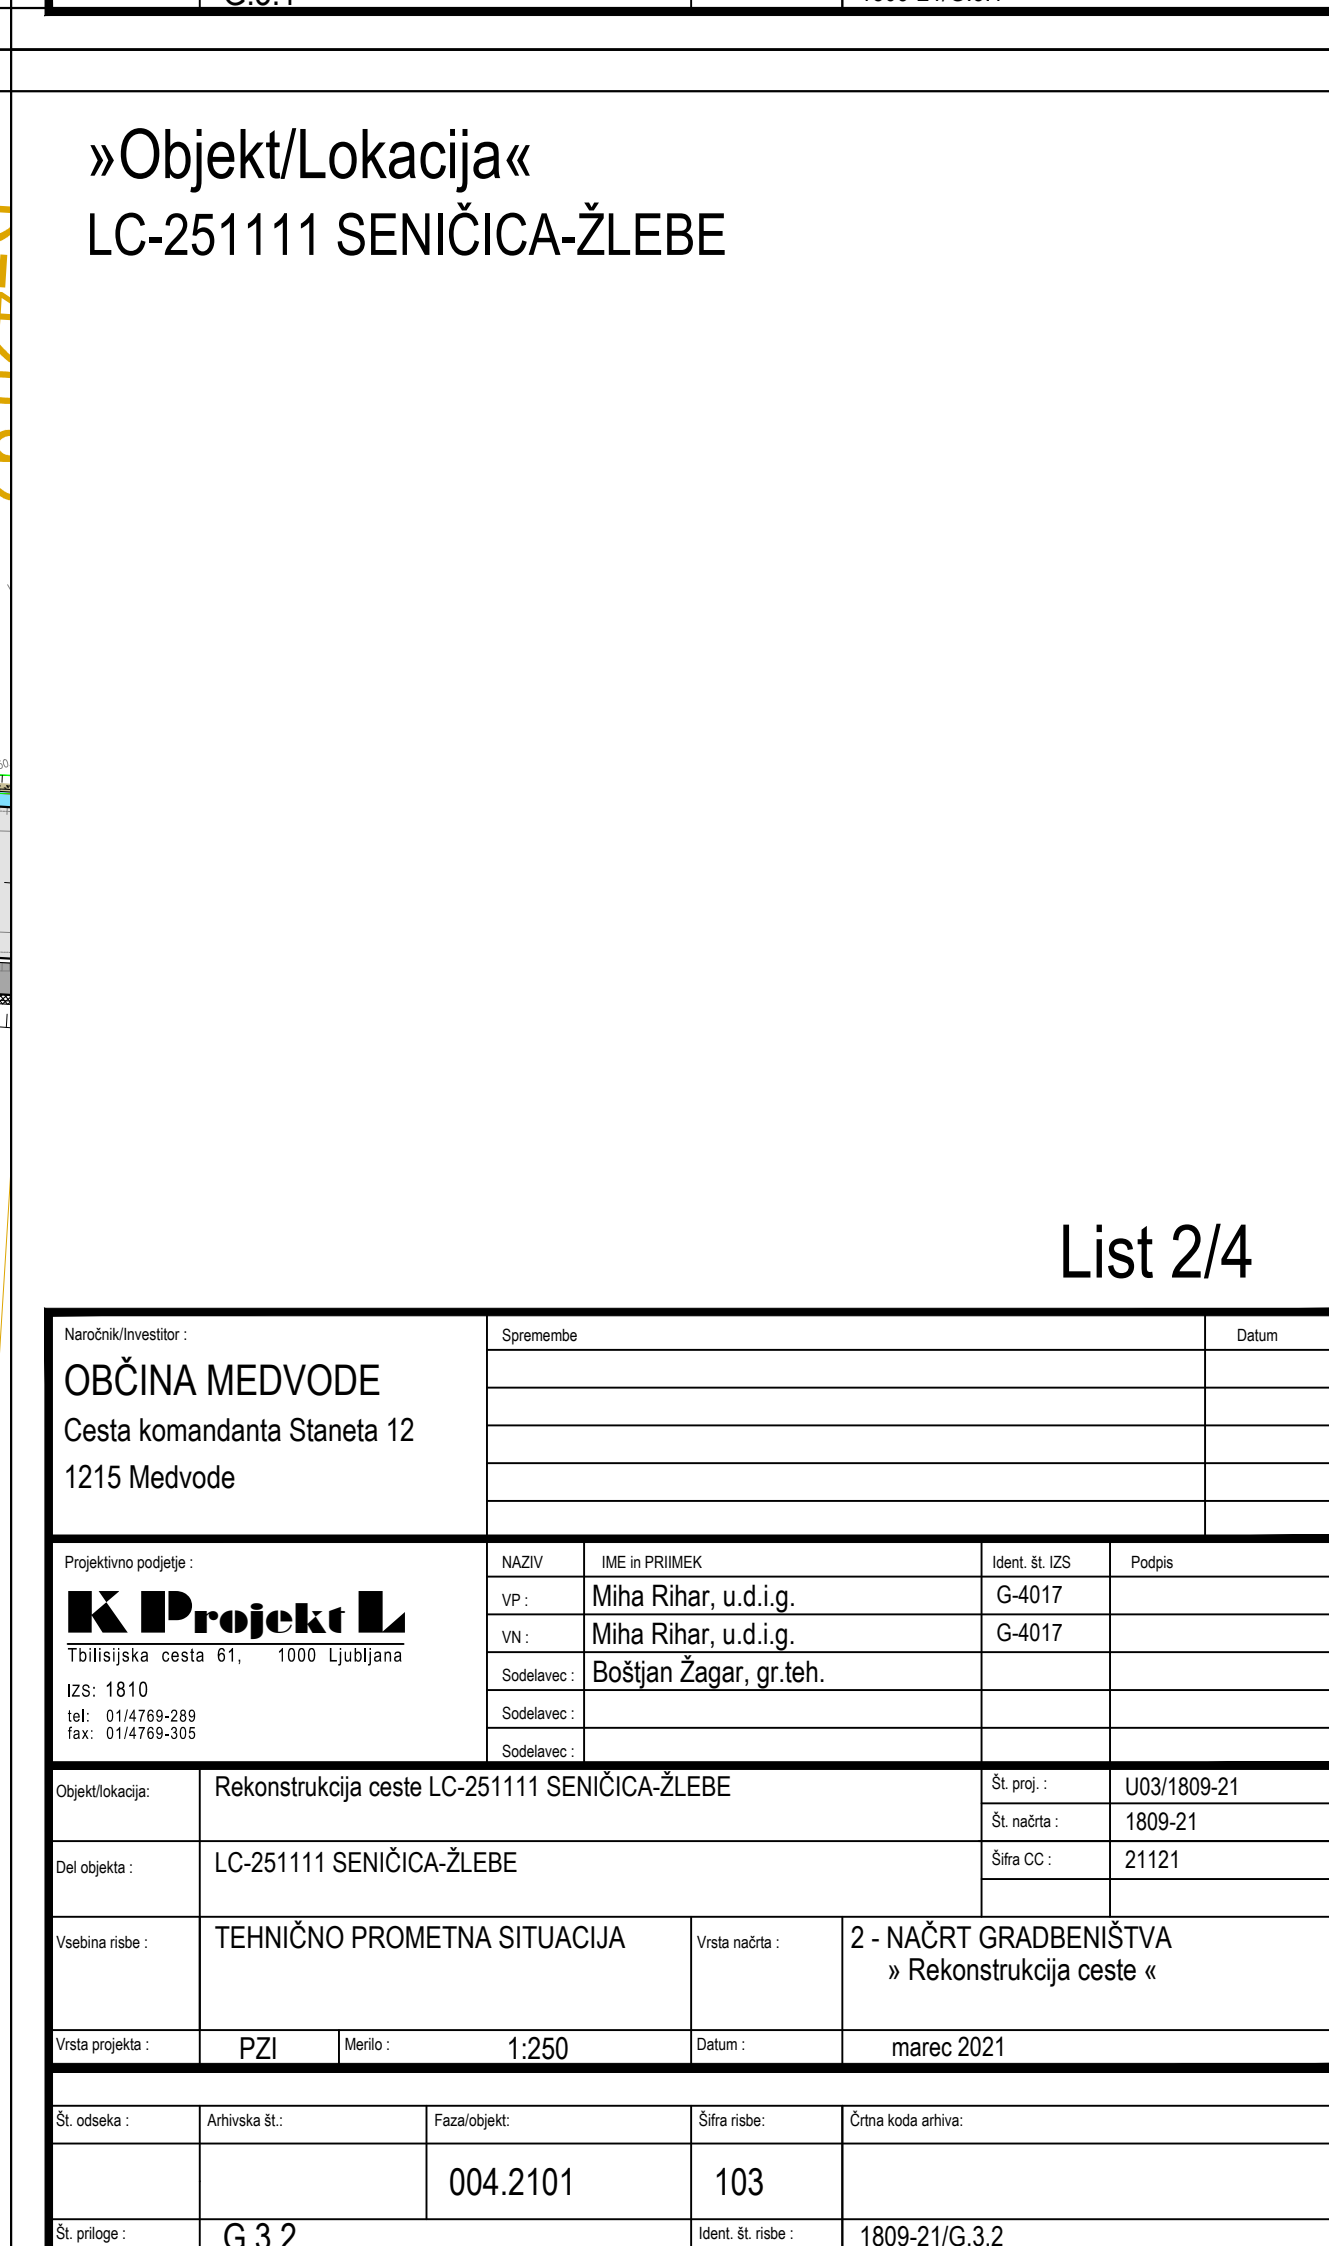 »Objekt/Lokacija«
LC-251111 SENIČICA-ŽLEBE
List 2/4
Naročnik/Investitor :
OBČINA MEDVODE
Cesta komandanta Staneta 12
1215 Medvode
Spremembe
Datum
Projektivno podjetje :
K Projekt L
Tbilisijska cesta 61, 1000 Ljubljana
IZS: 1810
tel: 01/4769-289
fax: 01/4769-305
NAZIV
IME in PRIIMEK
Ident. št. IZS
Podpis
VP :
Miha Rihar, u.d.i.g.
G-4017
VN :
Miha Rihar, u.d.i.g.
G-4017
Sodelavec :
Boštjan Žagar, gr.teh.
Sodelavec :
Sodelavec :
Objekt/lokacija:
Rekonstrukcija ceste LC-251111 SENIČICA-ŽLEBE
Št. proj. :
U03/1809-21
Št. načrta :
1809-21
Del objekta :
LC-251111 SENIČICA-ŽLEBE
Šifra CC :
21121
Vsebina risbe :
TEHNIČNO PROMETNA SITUACIJA
Vrsta načrta :
2 - NAČRT GRADBENIŠTVA
» Rekonstrukcija ceste «
Vrsta projekta :
PZI
Merilo :
1:250
Datum :
marec 2021
Št. odseka :
Arhivska št.:
Faza/objekt:
Šifra risbe:
Črtna koda arhiva:
004.2101
103
Št. priloge :
G.3.2
Ident. št. risbe :
1809-21/G.3.2